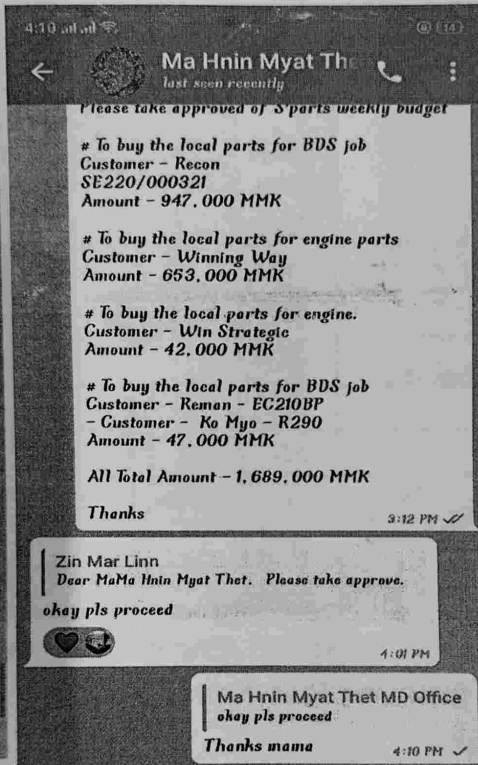 4:10
14
Ma Hnin Myat Th
last seen recently
Please take approved of S'parts weekly budget
# To buy the local parts for BDS job
Customer - Recon
SE220/000321
Amount - 947,000 MMK
# To buy the local parts for engine parts
Customer - Winning Way
Amount - 653,000 MMK
# To buy the local parts for engine.
Customer - Win Strategic
Amount - 42,000 MMK
# To buy the local parts for BDS job
Customer - Reman - EC210BP
- Customer - Ko Myo - R290
Amount - 47,000 MMK
All Total Amount - 1,689,000 MMK
Thanks
3:12 PM
Zin Mar Linn
Dear MaMa Hnin Myat Thet. Please take approve.
okay pls proceed
4:01 PM
Ma Hnin Myat Thet MD Office
okay pls proceed
Thanks mama
4:10 PM